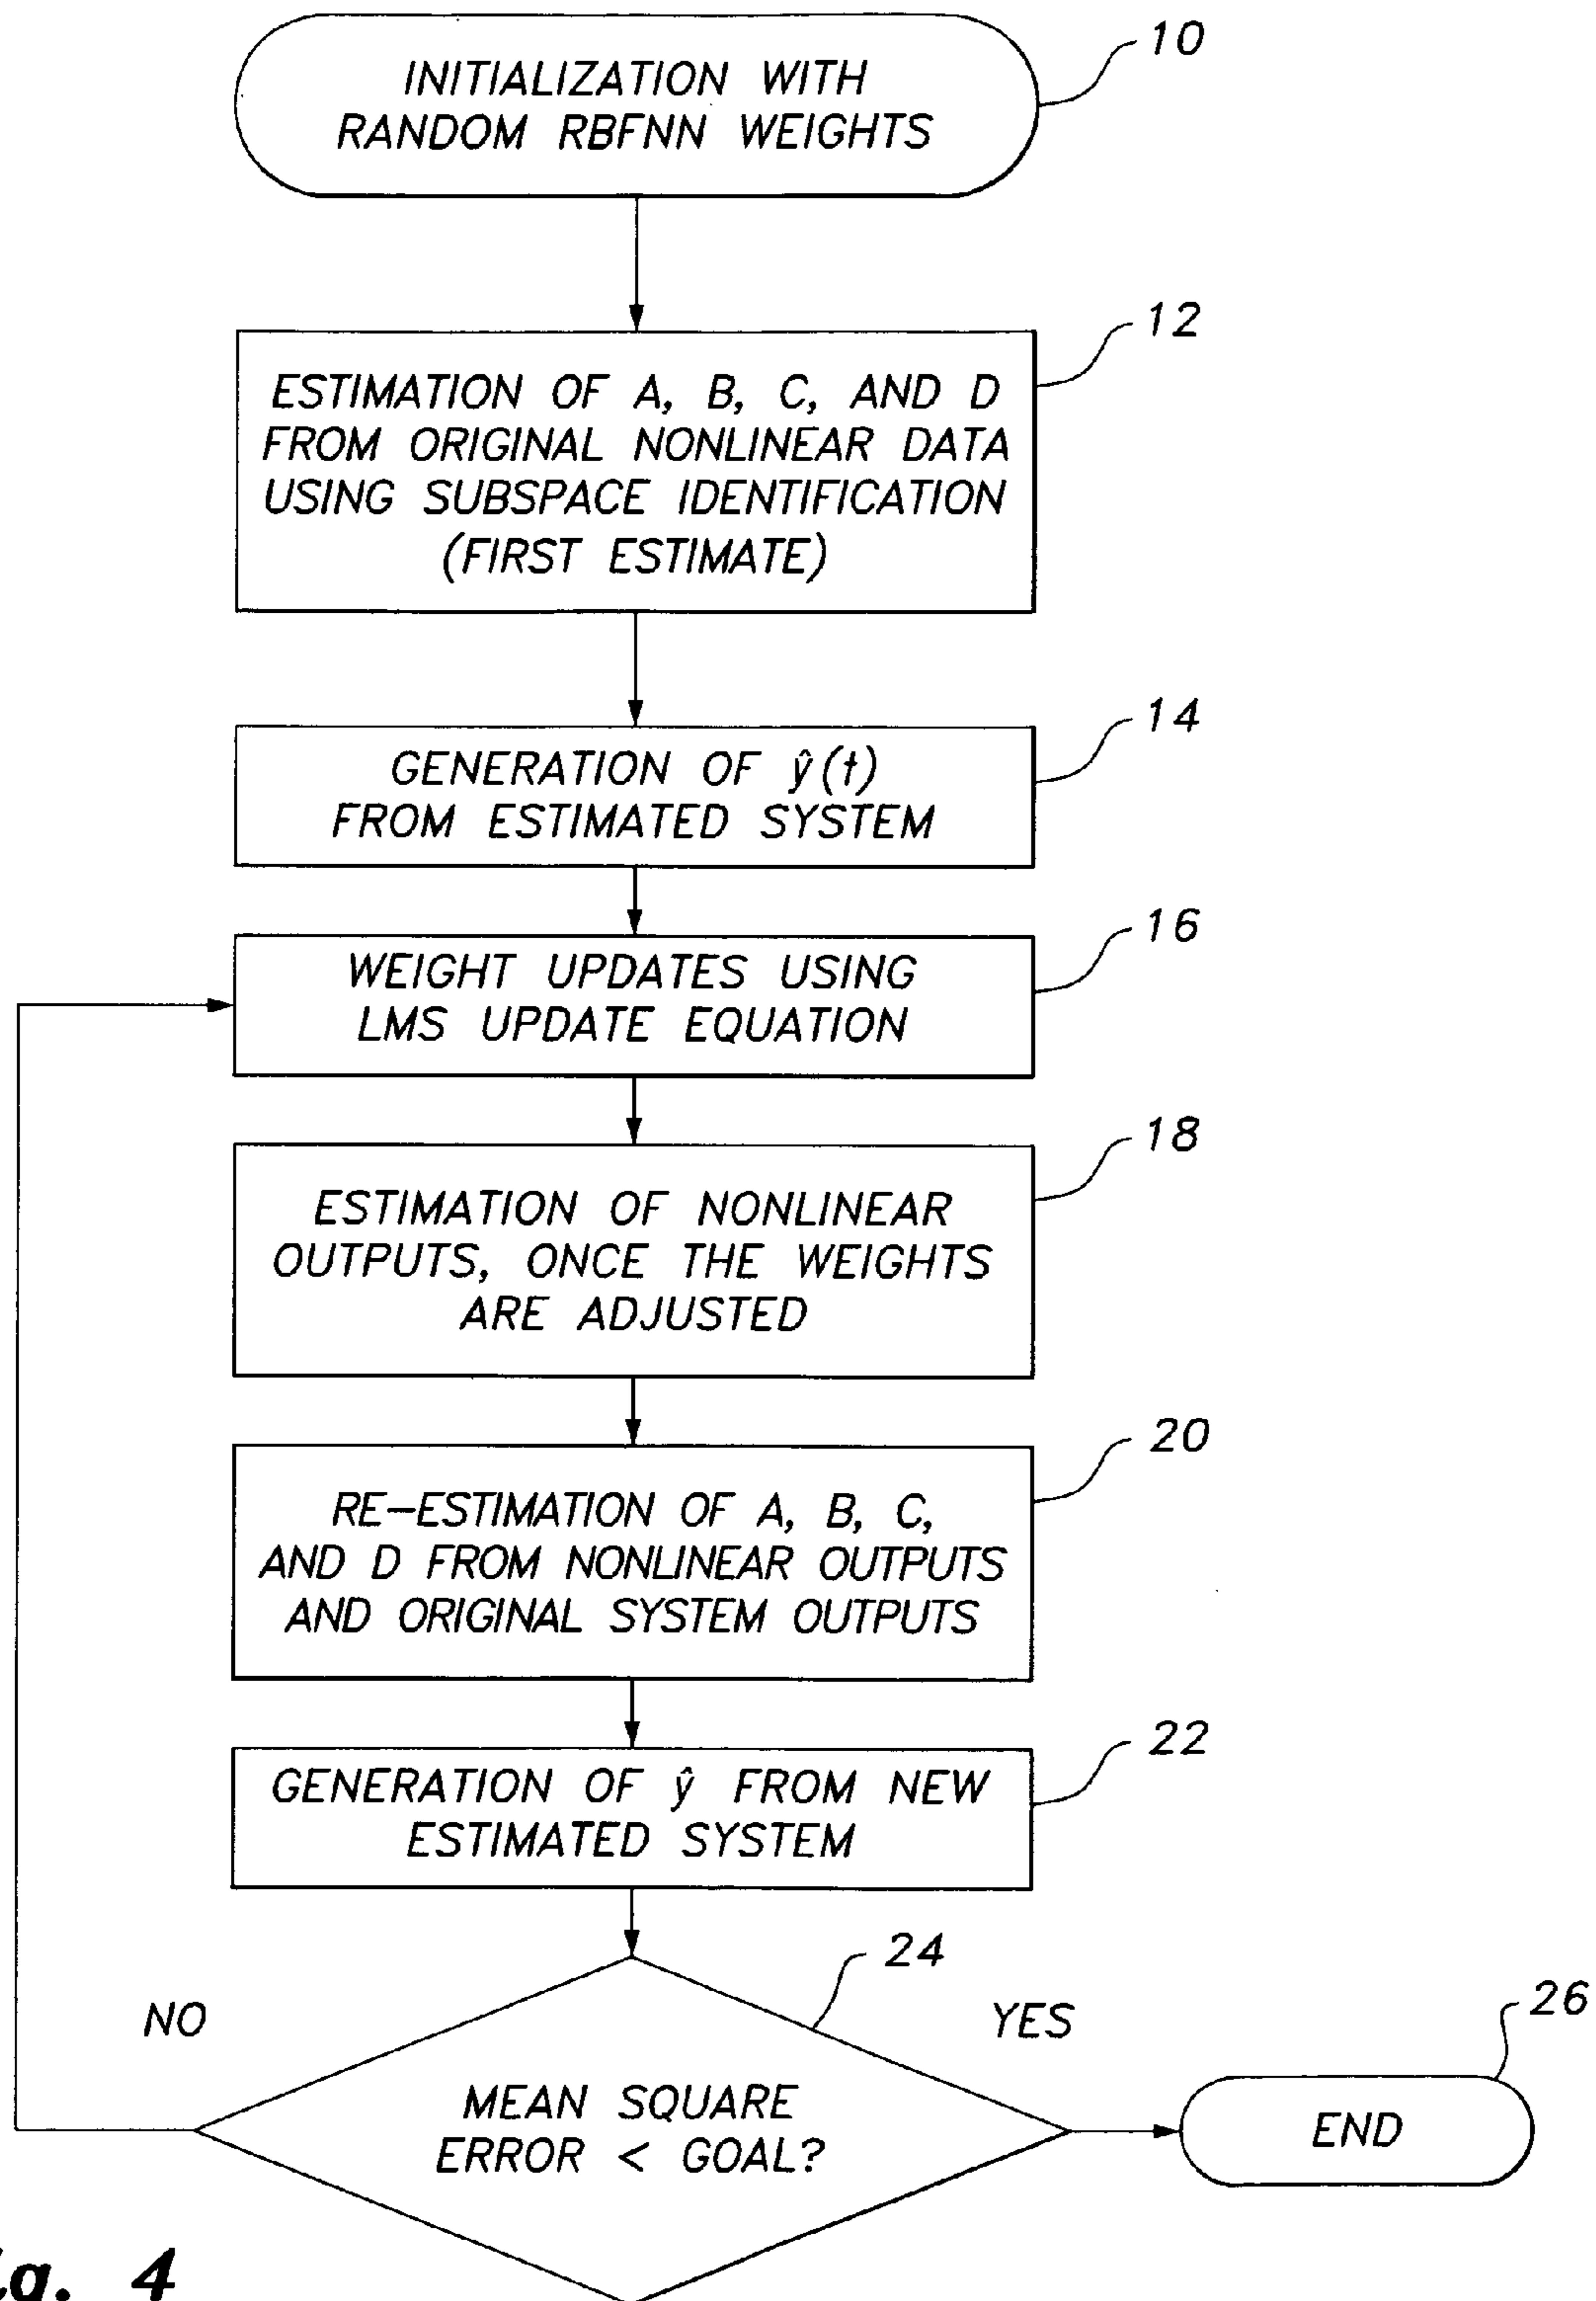 INITIALIZATION WITH
RANDOM RBFNN WEIGHTS
10
ESTIMATION OF A, B, C, AND D
FROM ORIGINAL NONLINEAR DATA
USING SUBSPACE IDENTIFICATION
(FIRST ESTIMATE)
12
GENERATION OF ŷ(t)
FROM ESTIMATED SYSTEM
14
WEIGHT UPDATES USING
LMS UPDATE EQUATION
16
ESTIMATION OF NONLINEAR
OUTPUTS, ONCE THE WEIGHTS
ARE ADJUSTED
18
RE-ESTIMATION OF A, B, C,
AND D FROM NONLINEAR OUTPUTS
AND ORIGINAL SYSTEM OUTPUTS
20
GENERATION OF ŷ FROM NEW
ESTIMATED SYSTEM
22
24
NO
YES
MEAN SQUARE
ERROR < GOAL?
26
END
4